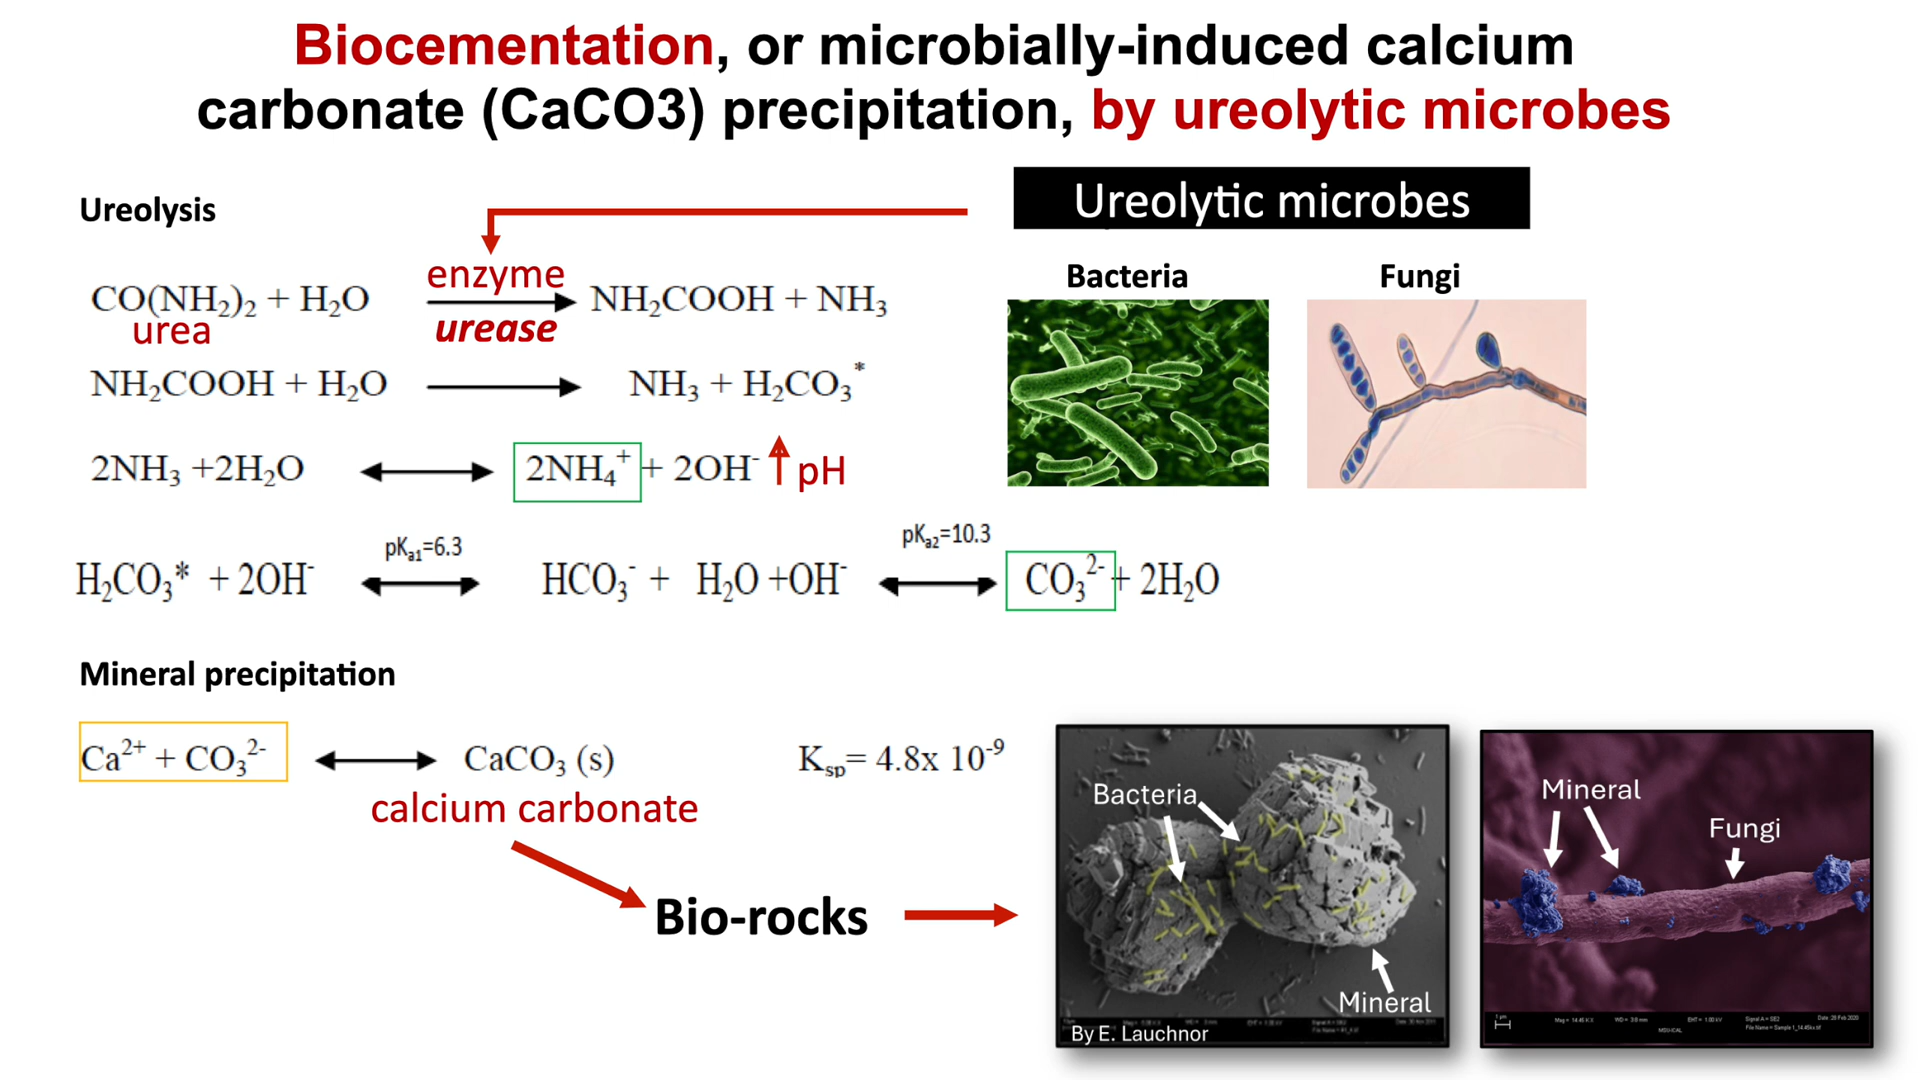 Biocementation, or microbially-induced calcium
carbonate (CaCO3) precipitation, by ureolytic microbes
Ureolysis
Ureolytic microbes
Bacteria
Fungi
CO(NH₂)₂ + H₂O enzyme urease NH₂COOH + NH₃
urea
NH₂COOH + H₂O → NH₃ + H₂CO₃*
2NH₃ +2H₂O ↔ 2NH₄⁺ + 2OH⁻ ↑ pH
pKa1=6.3
pKa2=10.3
H₂CO₃* + 2OH⁻ ↔ HCO₃⁻ + H₂O +OH⁻ ↔ CO₃²⁻ + 2H₂O
Mineral precipitation
Ca²⁺ + CO₃²⁻ ↔ CaCO₃ (s) Ksp= 4.8x 10⁻⁹
calcium carbonate
Bio-rocks
Bacteria
Mineral
By E. Lauchnor
Mineral
Fungi